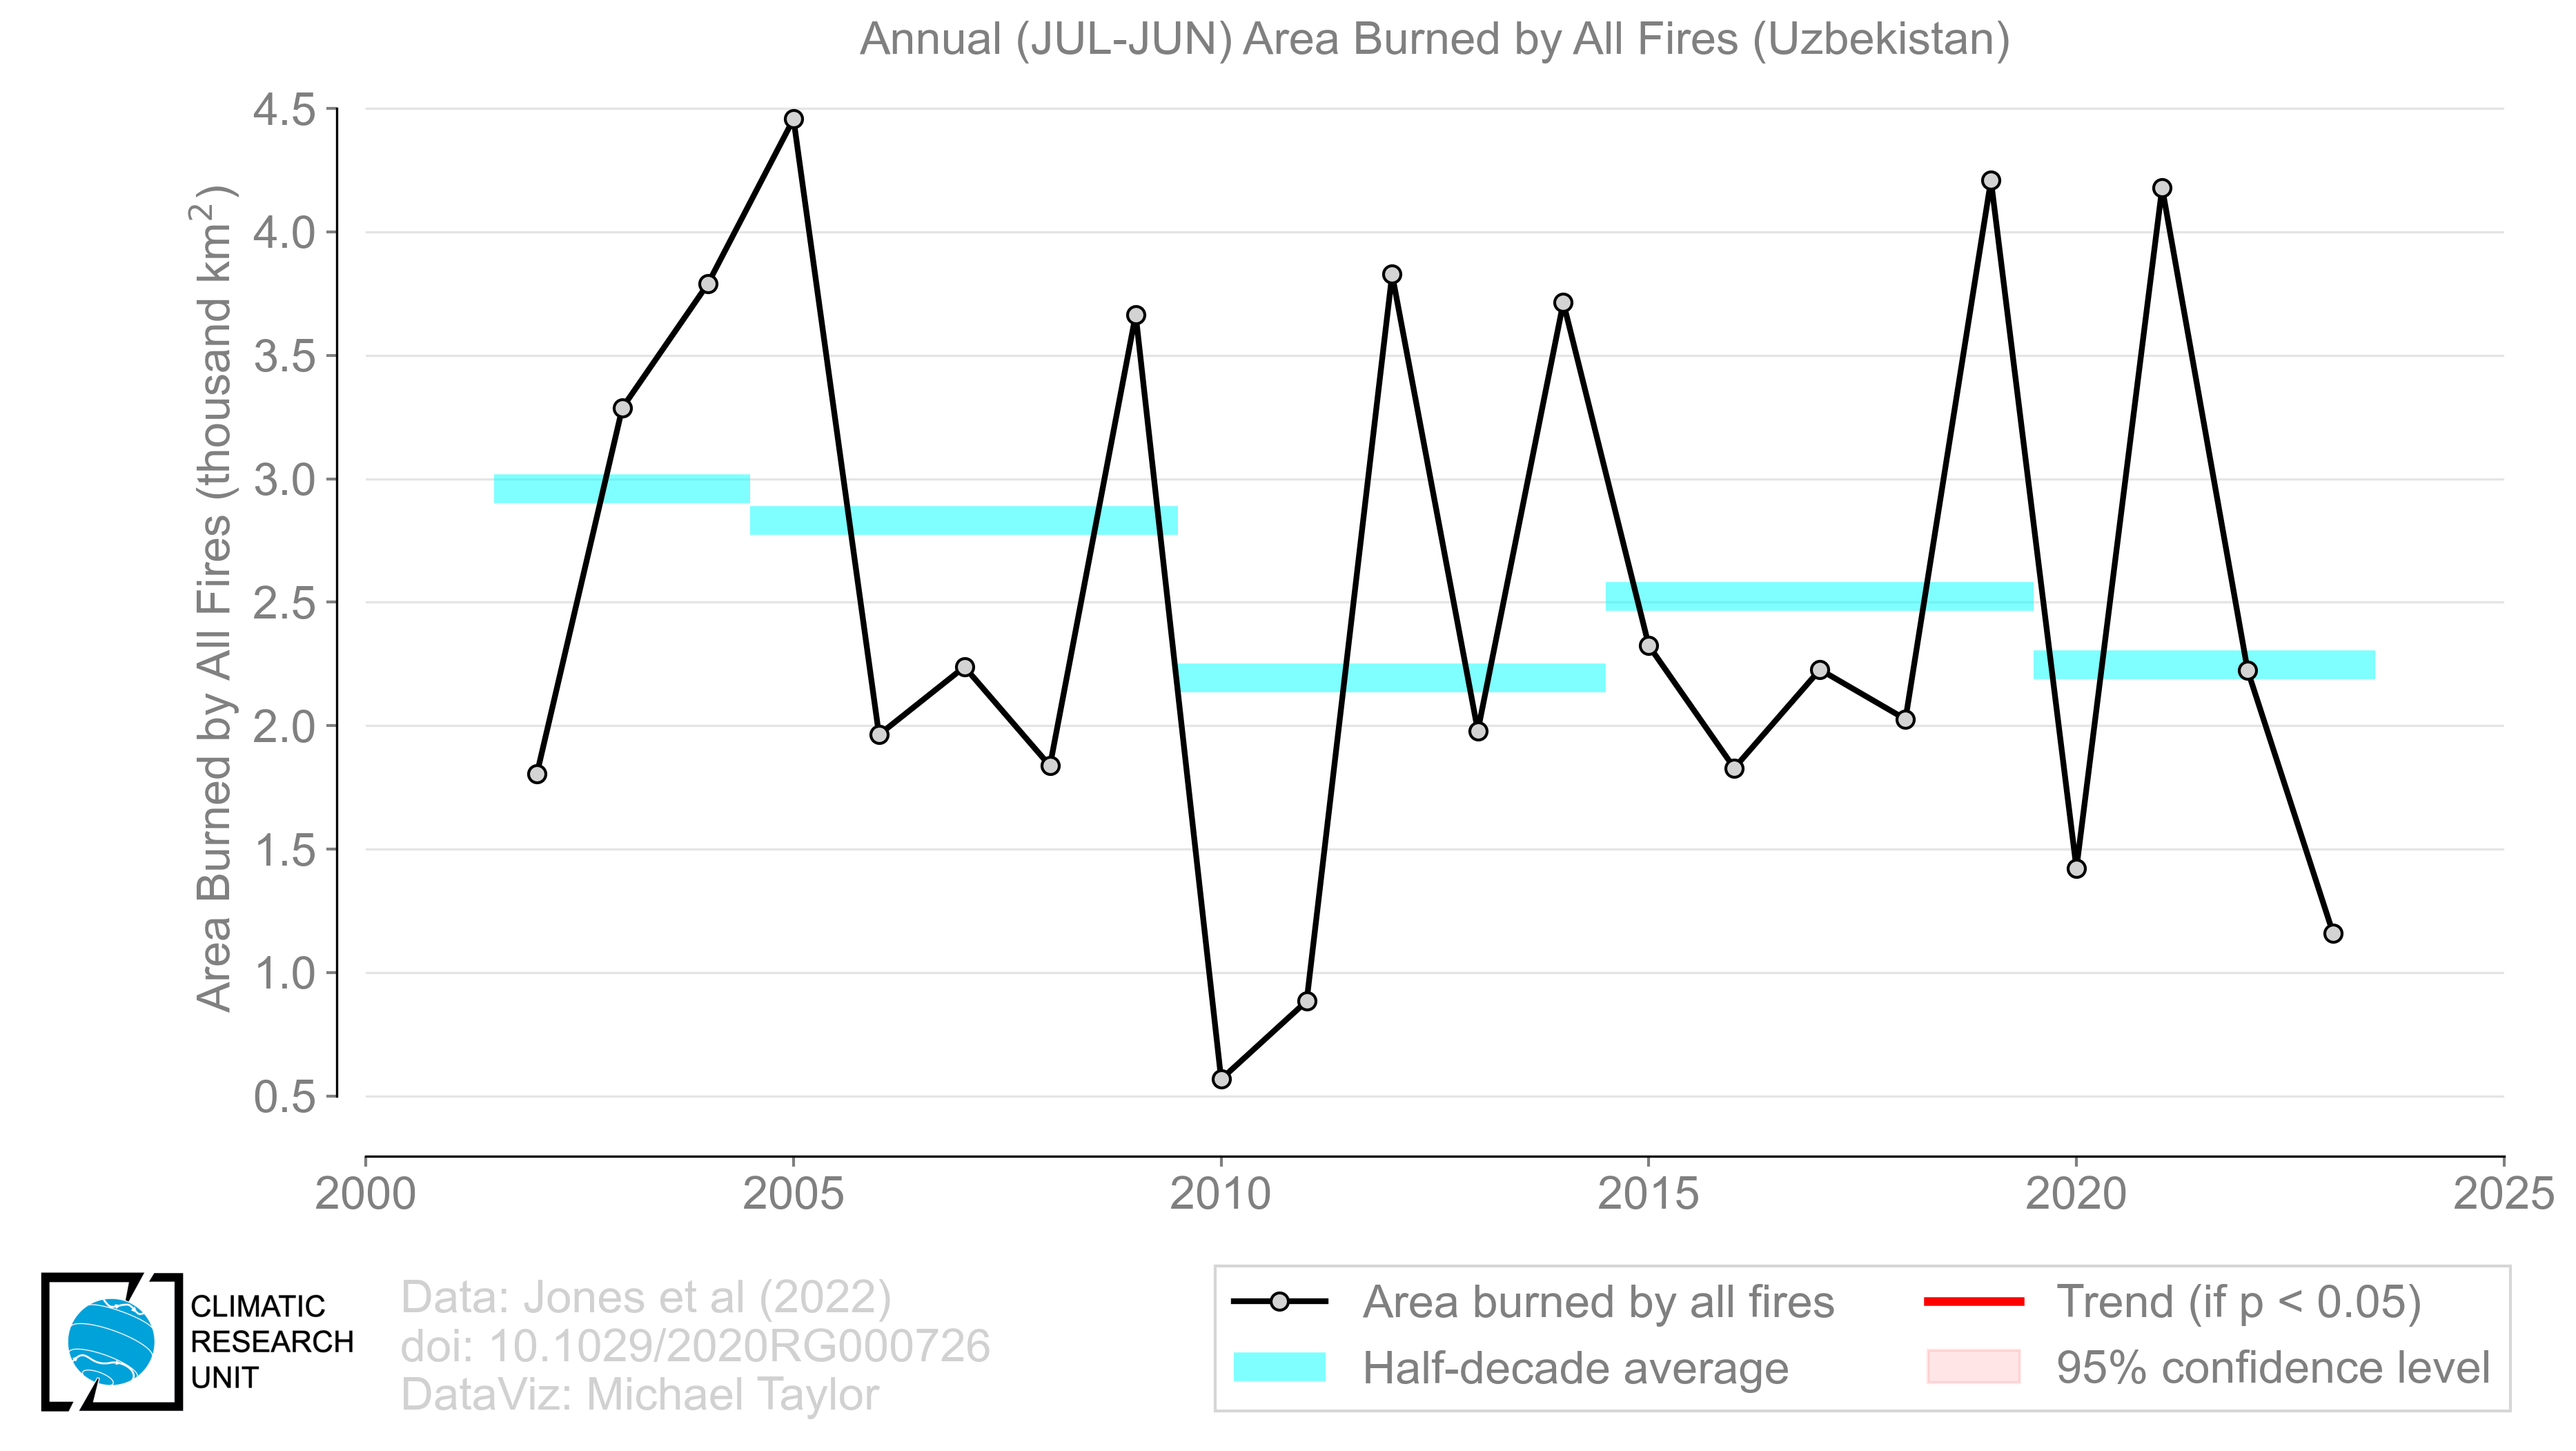 Annual (JUL-JUN) Area Burned by All Fires (Uzbekistan)
Area Burned by All Fires (thousand km²)
4.5
4.0
3.5
3.0
2.5
2.0
1.5
1.0
0.5
2000 2005 2010 2015 2020 2025
CLIMATIC
RESEARCH
UNIT
Data: Jones et al (2022)
doi: 10.1029/2020RG000726
DataViz: Michael Taylor
Area burned by all fires
Half-decade average
Trend (if p < 0.05)
95% confidence level